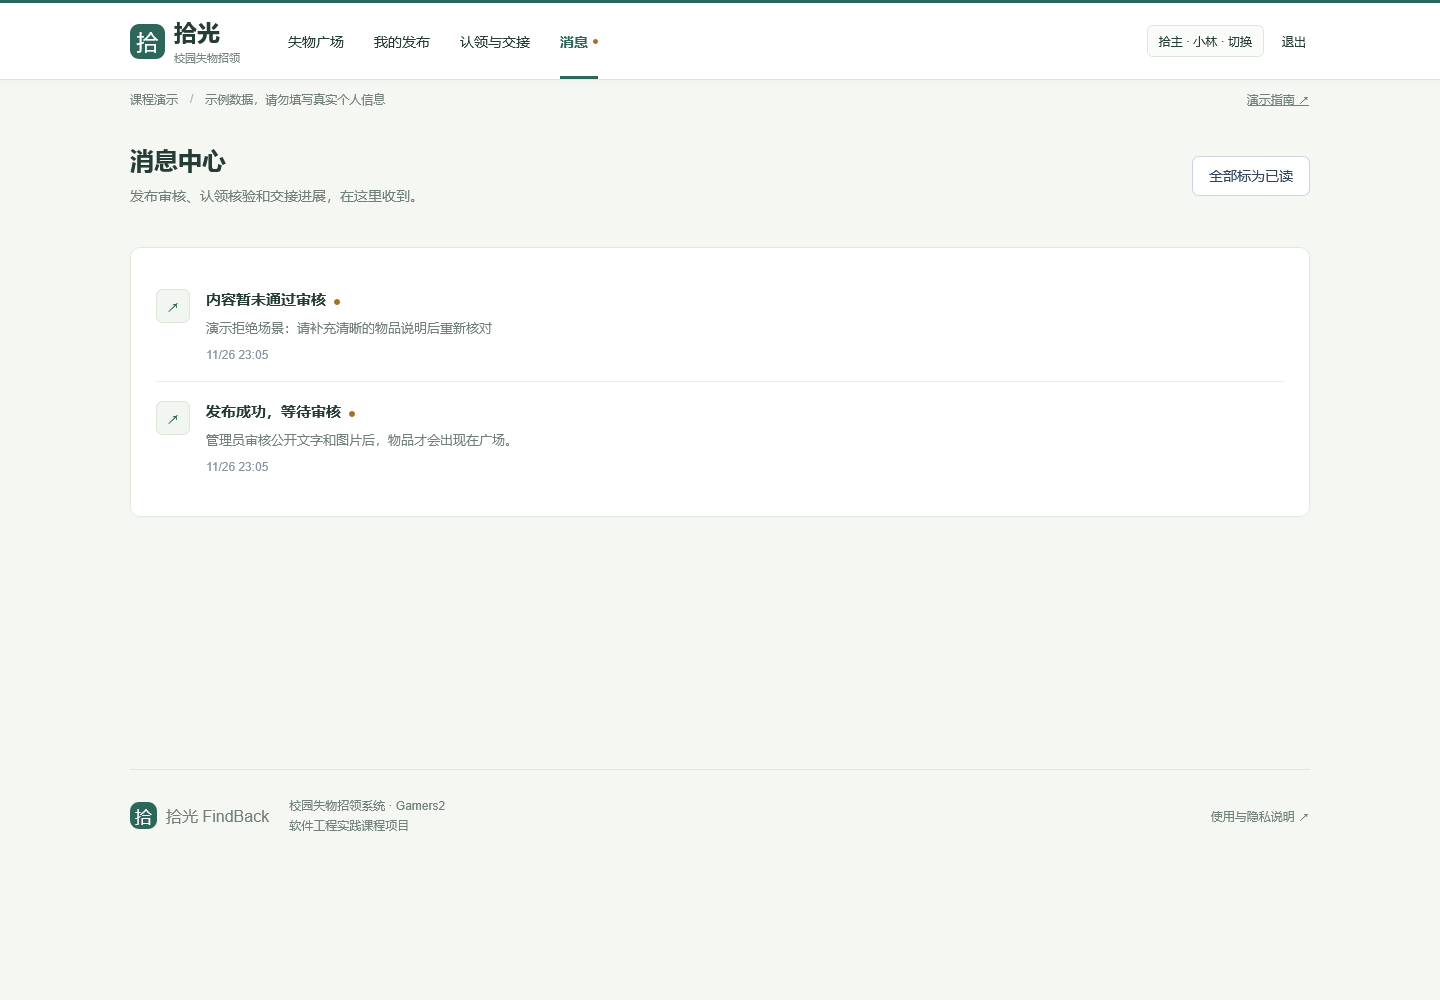 拾 拾光
校园失物招领
失物广场 我的发布 认领与交接 消息
拾主 · 小林 · 切换 退出
课程演示 / 示例数据，请勿填写真实个人信息
演示指南 ↗
消息中心
发布审核、认领核验和交接进展，在这里收到。
全部标为已读
↗ 内容暂未通过审核
演示拒绝场景：请补充清晰的物品说明后重新核对
11/26 23:05
↗ 发布成功，等待审核
管理员审核公开文字和图片后，物品才会出现在广场。
11/26 23:05
拾 拾光 FindBack
校园失物招领系统 · Gamers2
软件工程实践课程项目
使用与隐私说明 ↗